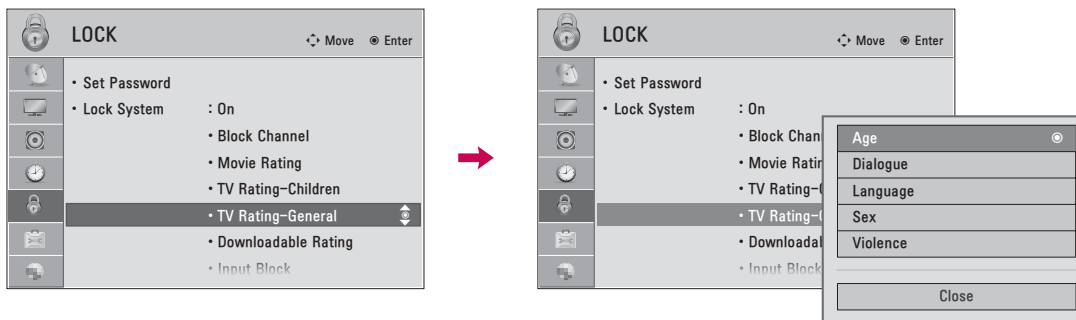 LOCK
Move Enter
• Set Password
• Lock System : On
• Block Channel
• Movie Rating
• TV Rating-Children
• TV Rating-General
• Downloadable Rating
• Input Block
LOCK
Move Enter
• Set Password
• Lock System : On
• Block Chan
• Movie Ratin
• TV Rating-
• TV Rating-
• Downloadal
• Input Block
Age
Dialogue
Language
Sex
Violence
Close